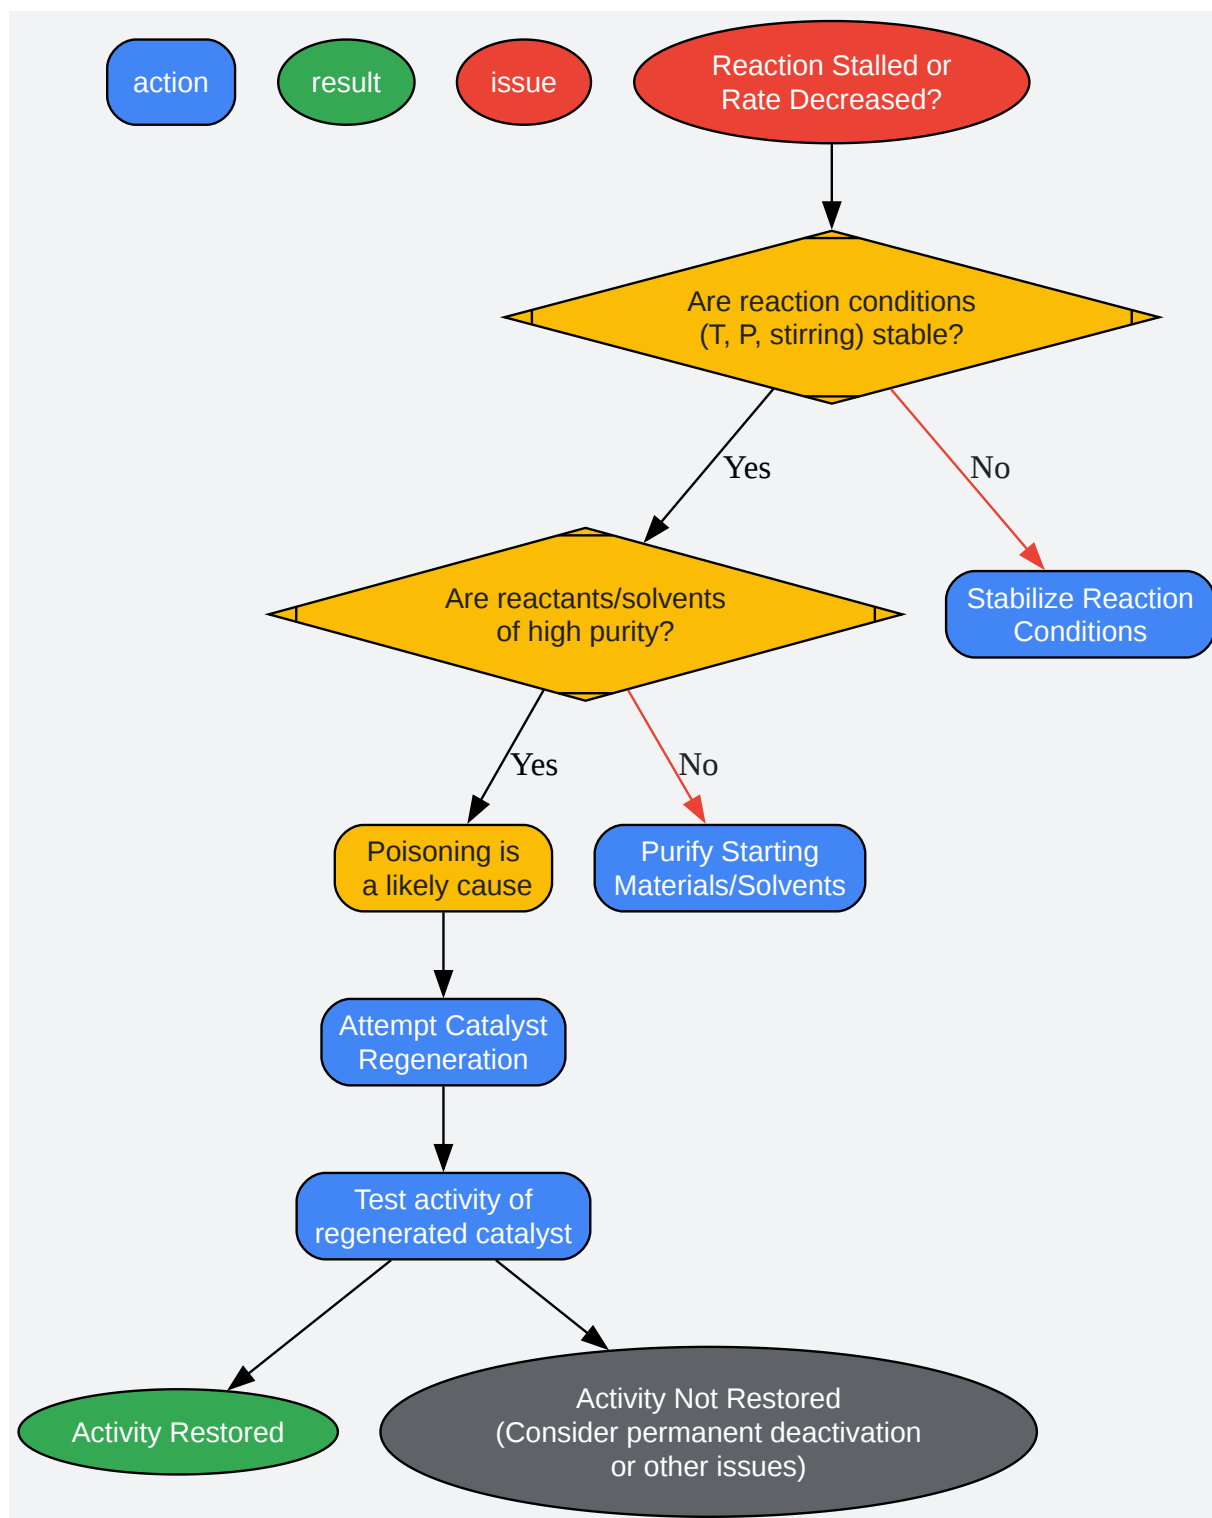 action
result
issue
Reaction Stalled or
Rate Decreased?
Are reaction conditions
(T, P, stirring) stable?
Yes
No
Are reactants/solvents
of high purity?
Stabilize Reaction
Conditions
Yes
No
Poisoning is
a likely cause
Purify Starting
Materials/Solvents
Attempt Catalyst
Regeneration
Test activity of
regenerated catalyst
Activity Restored
Activity Not Restored
(Consider permanent deactivation
or other issues)